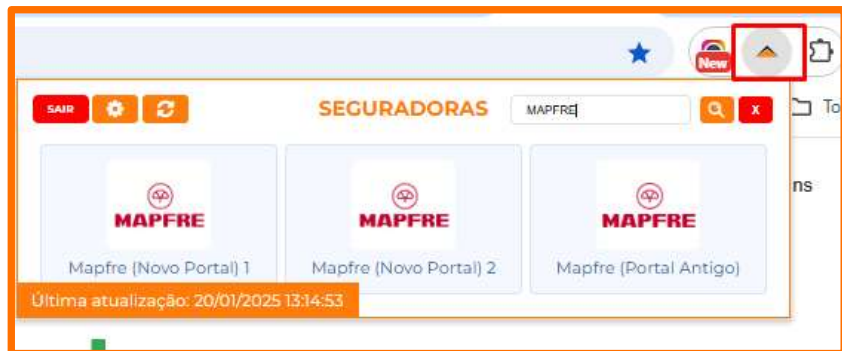 New
To
SAIR
SEGURADORAS
MAPFRE
X
ns
MAPFRE
MAPFRE
MAPFRE
Mapfre (Novo Portal) 1
Mapfre (Novo Portal) 2
Mapfre (Portal Antigo)
Última atualização: 20/01/2025 13:14:53